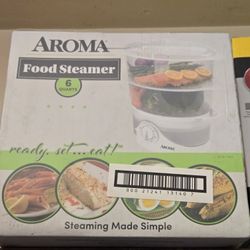 AROMA
Food Steamer
6
QUARTS
AROMA
ready, set...eat!
Steaming Made Simple